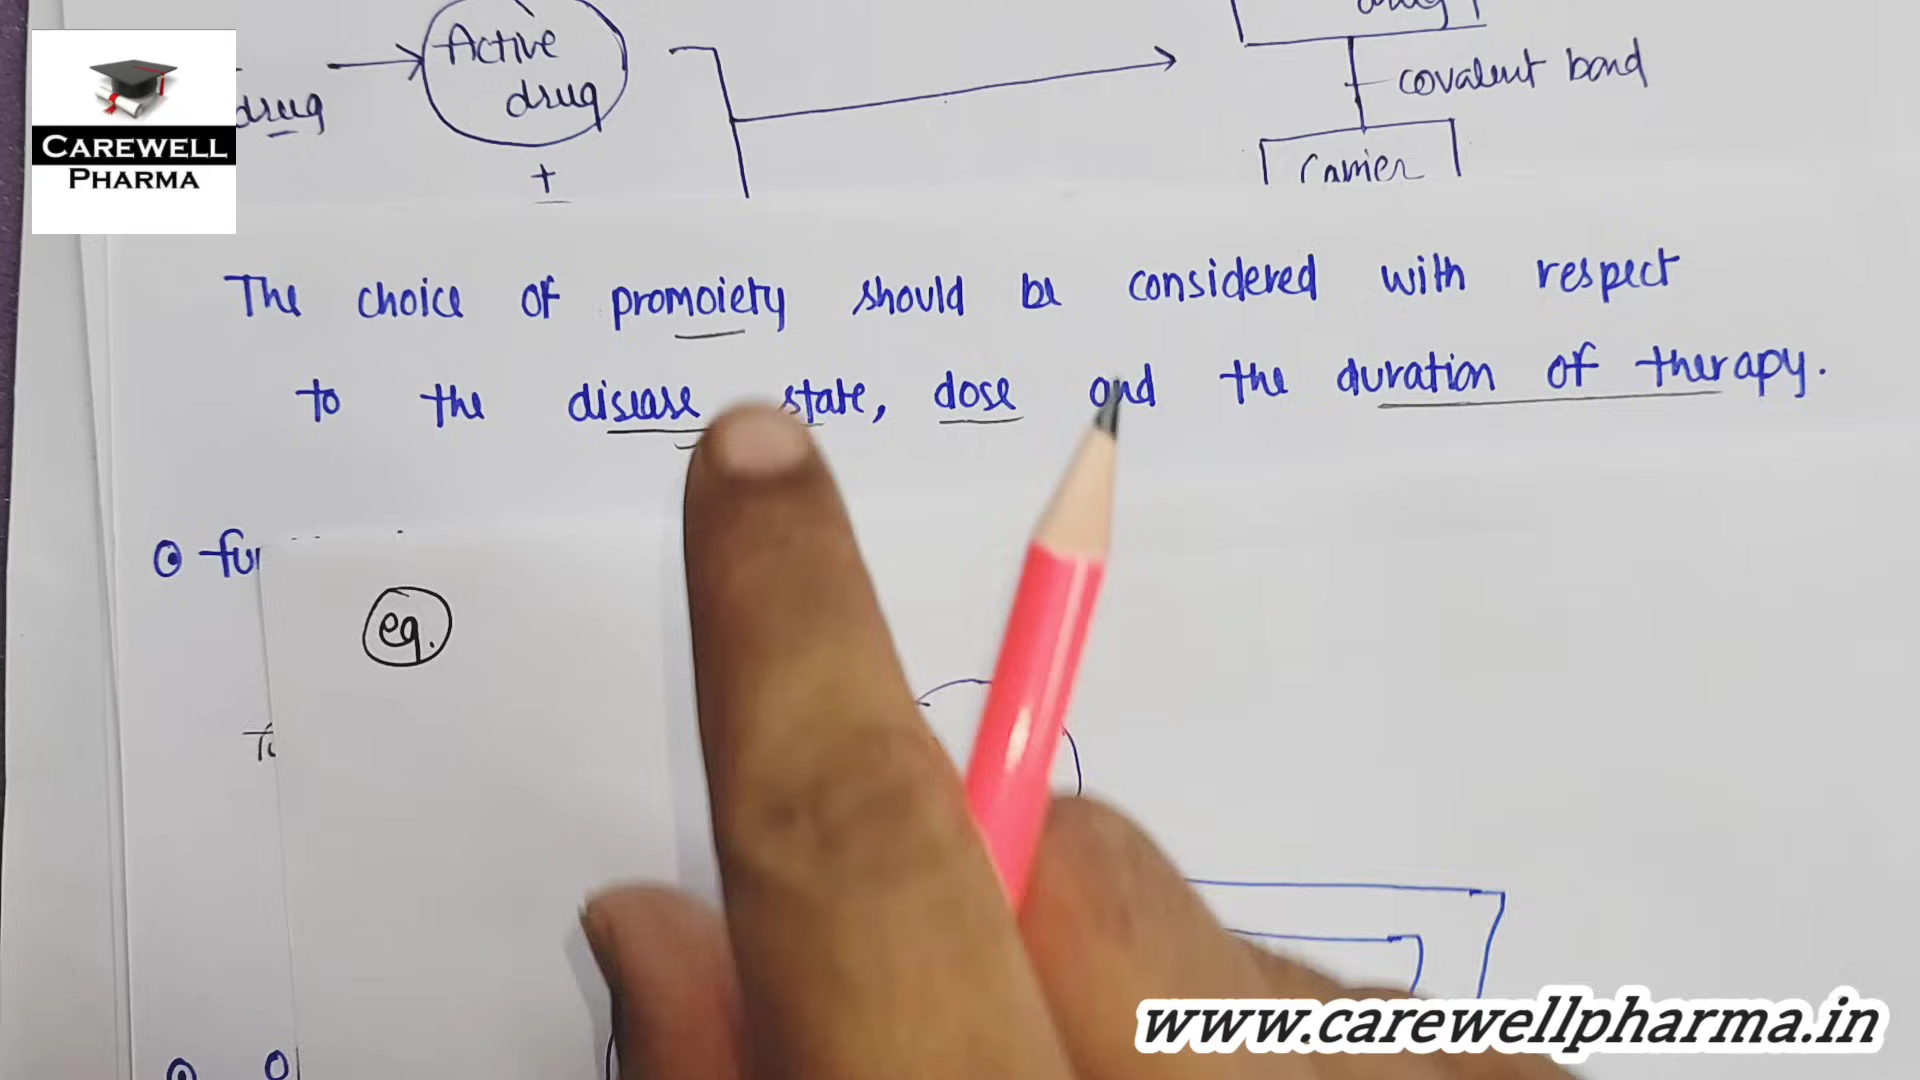 Active
drug
drug
+
covalent bond
Carrier
CAREWELL
PHARMA
The choice of promoiety should be considered with respect
to the disease state, dose and the duration of therapy.
eg.
www.carewellpharma.in